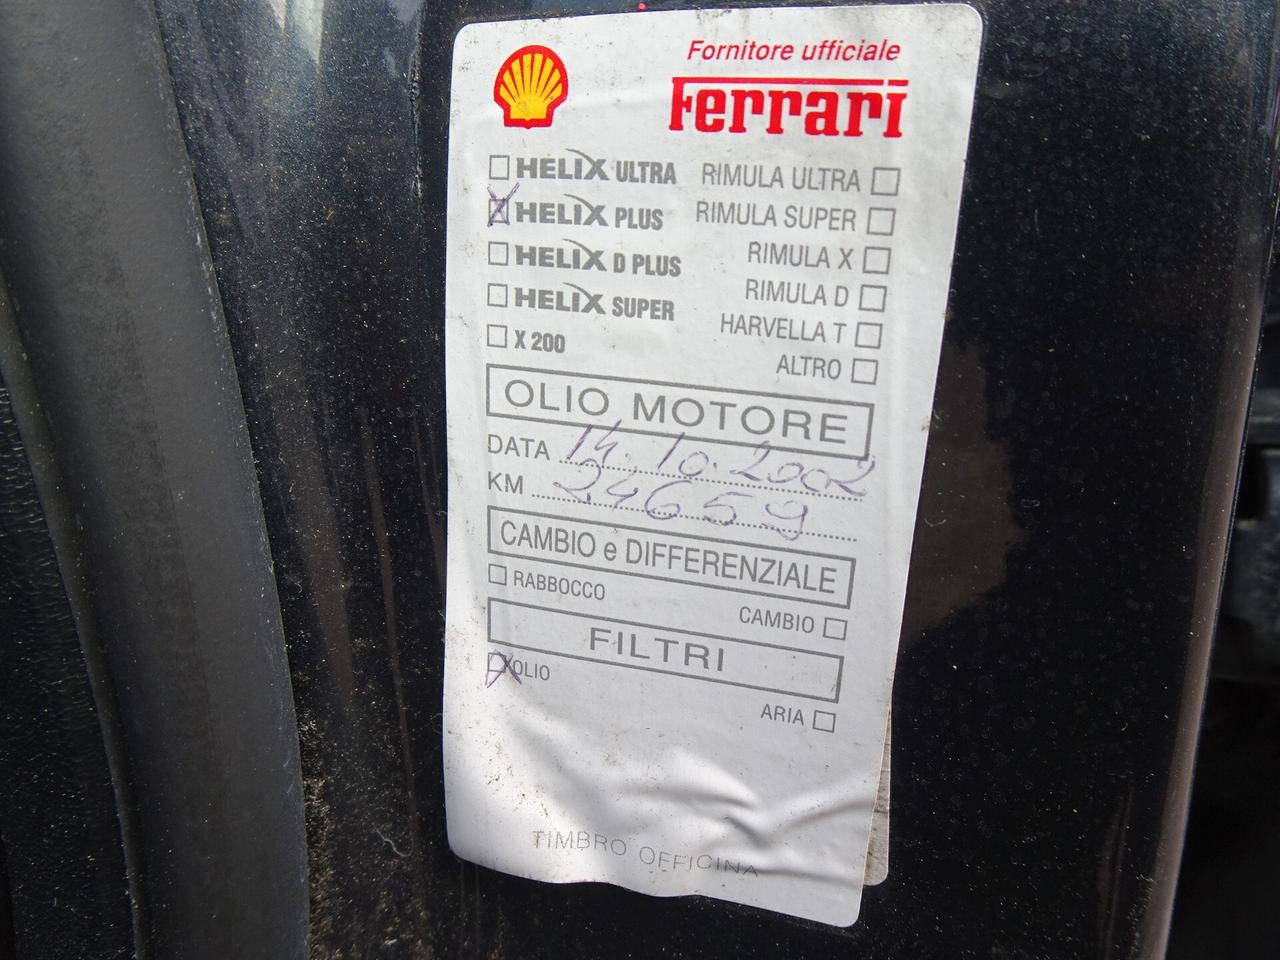 Fornitore ufficiale
Ferrari
HELIX ULTRA RIMULA ULTRA
HELIX PLUS RIMULA SUPER
HELIX D PLUS RIMULA X
HELIX SUPER RIMULA D
X 200 HARVELLA T
ALTRO
OLIO MOTORE
DATA 14.10.2002
KM 24659
CAMBIO e DIFFERENZIALE
RABBOCCO CAMBIO
FILTRI
OLIO ARIA
TIMBRO OFFICINA